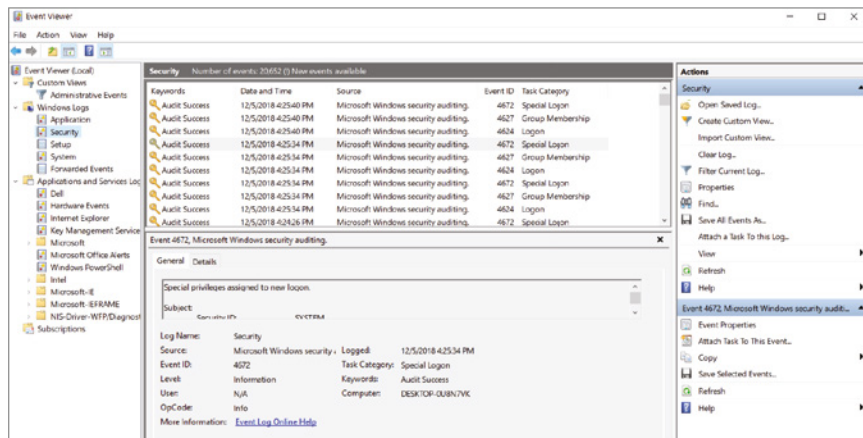 Event Viewer
File Action View Help
Event Viewer (Local)
Custom Views
Administrative Events
Windows Logs
Application
Security
Setup
System
Forwarded Events
Applications and Services Log
Dell
Hardware Events
Internet Explorer
Key Management Service
Microsoft
Microsoft Office Alerts
Windows PowerShell
Intel
Microsoft-IE
Microsoft-IEFRAME
NIS-Driver-WFP/Diagnost
Subscriptions
Security Number of events: 20,652 (!) New events available
Keywords Date and Time Source Event ID Task Category
Audit Success 12/5/2018 4:25:40 PM Microsoft Windows security auditing. 4672 Special Logon
Audit Success 12/5/2018 4:25:40 PM Microsoft Windows security auditing. 4627 Group Membership
Audit Success 12/5/2018 4:25:40 PM Microsoft Windows security auditing. 4624 Logon
Audit Success 12/5/2018 4:25:34 PM Microsoft Windows security auditing. 4672 Special Logon
Audit Success 12/5/2018 4:25:34 PM Microsoft Windows security auditing. 4627 Group Membership
Audit Success 12/5/2018 4:25:34 PM Microsoft Windows security auditing. 4624 Logon
Audit Success 12/5/2018 4:25:34 PM Microsoft Windows security auditing. 4672 Special Logon
Audit Success 12/5/2018 4:25:34 PM Microsoft Windows security auditing. 4627 Group Membership
Audit Success 12/5/2018 4:25:34 PM Microsoft Windows security auditing. 4624 Logon
Audit Success 12/5/2018 4:24:26 PM Microsoft Windows security auditing. 4672 Special Logon
Event 4672, Microsoft Windows security auditing.
General Details
Special privileges assigned to new logon.
Subject:
Security ID: SYSTEM
Log Name: Security
Source: Microsoft Windows security Logged: 12/5/2018 4:25:34 PM
Event ID: 4672 Task Category: Special Logon
Level: Information Keywords: Audit Success
User: N/A Computer: DESKTOP-0U8N7VK
OpCode: Info
More Information: Event Log Online Help
Actions
Security
Open Saved Log...
Create Custom View...
Import Custom View...
Clear Log...
Filter Current Log...
Properties
Find...
Save All Events As...
Attach a Task To this Log...
View
Refresh
Help
Event 4672, Microsoft Windows security auditi...
Event Properties
Attach Task To This Event...
Copy
Save Selected Events...
Refresh
Help